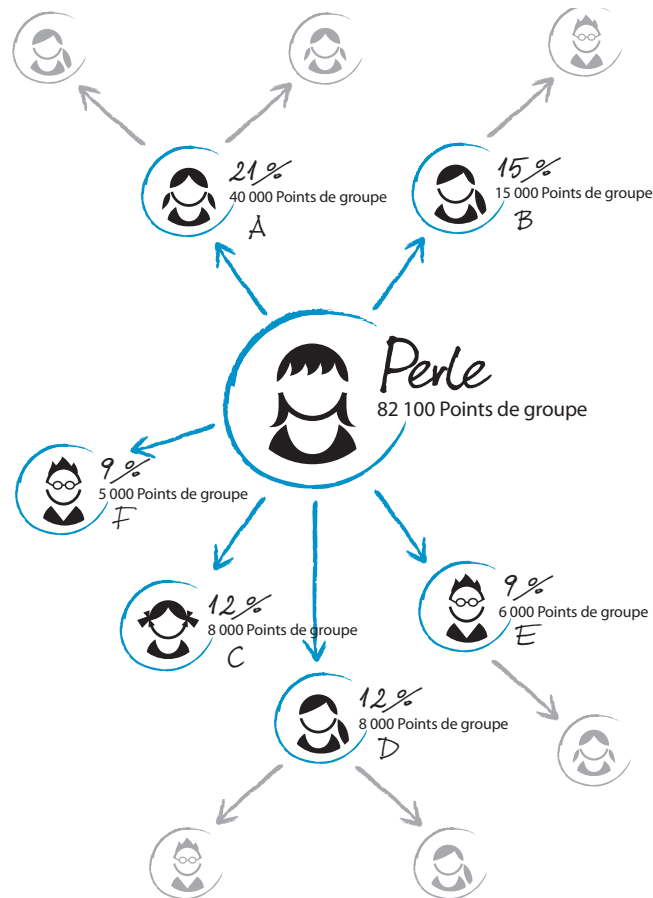 21%
40 000 Points de groupe
A
15%
15 000 Points de groupe
B
Perle
82 100 Points de groupe
9%
5 000 Points de groupe
F
12%
8 000 Points de groupe
C
9%
6 000 Points de groupe
E
12%
8 000 Points de groupe
D